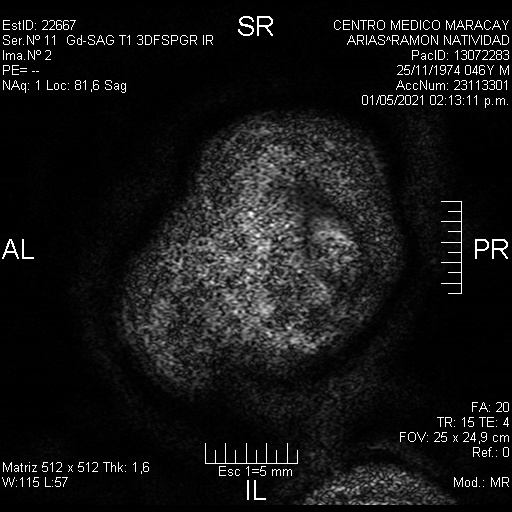 EstID: 22667
Ser.Nº 11 Gd-SAG T1 3DFSPGR IR
Ima.Nº 2
PE= --
NAq: 1 Loc: 81,6 Sag
SR
CENTRO MEDICO MARACAY
ARIAS^RAMON NATIVIDAD
PacID: 13072283
25/11/1974 046Y M
AccNum: 23113301
01/05/2021 02:13:11 p.m.
AL
PR
FA: 20
TR: 15 TE: 4
FOV: 25 x 24,9 cm
Ref.: 0
Matriz 512 x 512 Thk: 1,6
W:115 L:57
Esc 1=5 mm
IL
Mod.: MR